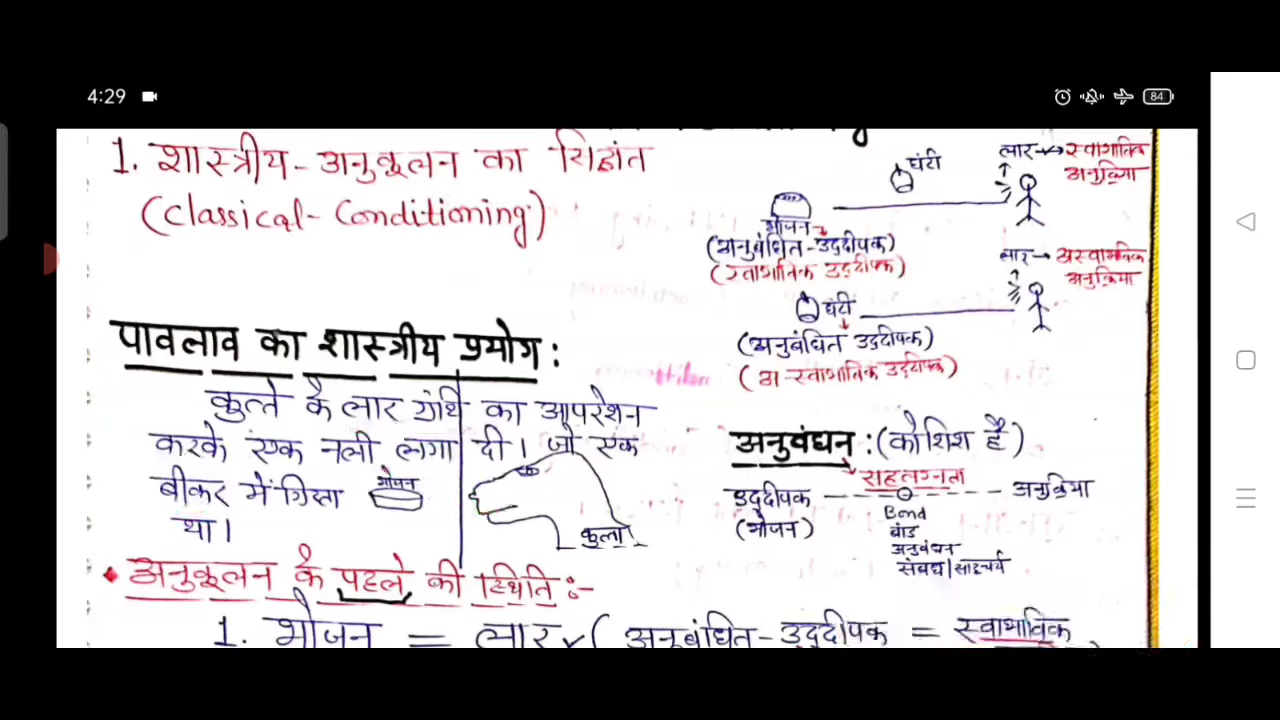 4:29
84
1. शास्त्रीय-अनुकूलन का सिद्दांत
(Classical-Conditioning)
घंटी
लार → स्वाभाविक
अनुक्रिया
भोजन
(अनुबंधित-उद्दीपक)
(स्वाभाविक उद्दीपक)
लार → अस्वाभाविक
अनुक्रिया
घंटी
(अनुबंधित उद्दीपक)
(अ-स्वाभाविक उद्दीपक)
पावलाव का शास्त्रीय प्रयोग:
कुत्ते के लार ग्रंथि का आपरेशन
करके एक नली लगा दी। जो एक
बीकर में गिरता
था।
भोजन
कुत्ता
अनुबंधन:(कोशिश है)
सहलग्नता
उद्दीपक ---- अनुक्रिया
(भोजन)
Bond
बांड
अनुबंधन
संबंध/साहचर्य
अनुकूलन के पहले की स्थिति:-
1. भोजन = लार (अनुबंधित-उद्दीपक = स्वाभाविक